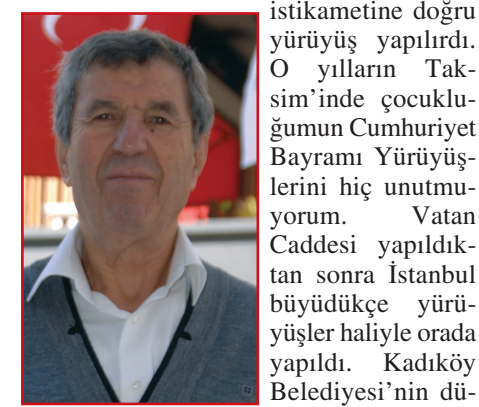 istikametine doğru
yürüyüş yapılırdı.
O yılların Tak-
sim’inde çocuklu-
ğumun Cumhuriyet
Bayramı Yürüyüş-
lerini hiç unutmu-
yorum. Vatan
Caddesi yapıldık-
tan sonra İstanbul
büyüdükçe yürü-
yüşler haliyle orada
yapıldı. Kadıköy
Belediyesi’nin dü-